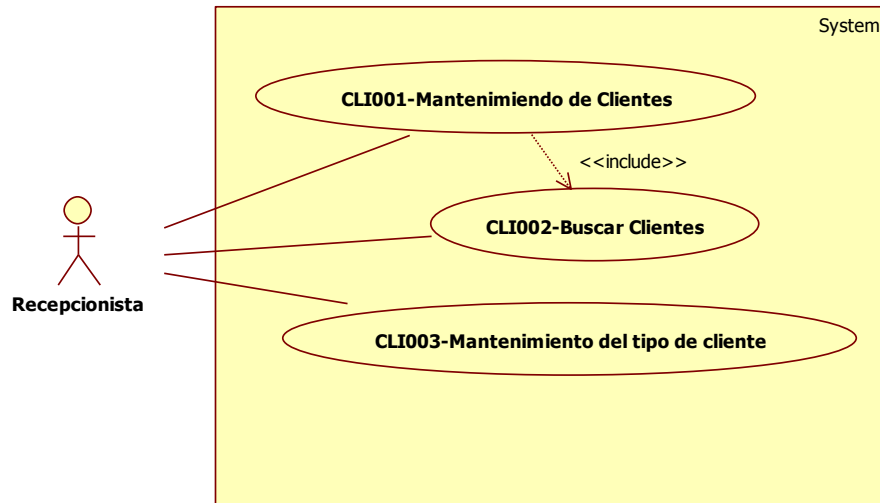 System
CLI001-Mantenimiendo de Clientes
<<include>>
CLI002-Buscar Clientes
Recepcionista
CLI003-Mantenimiento del tipo de cliente